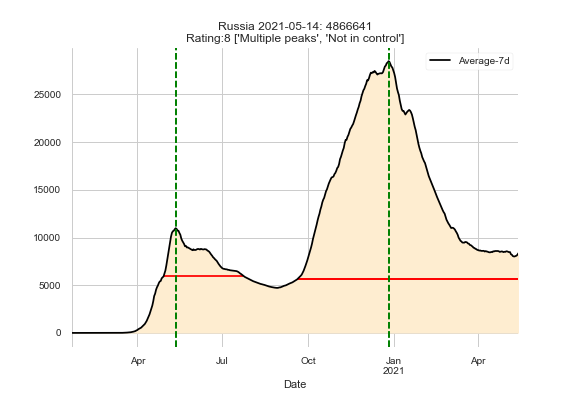 Russia 2021-05-14: 4866641
Rating:8 ['Multiple peaks', 'Not in control']
Average-7d
25000
20000
15000
10000
5000
0
Apr
Jul
Oct
Jan
2021
Apr
Date